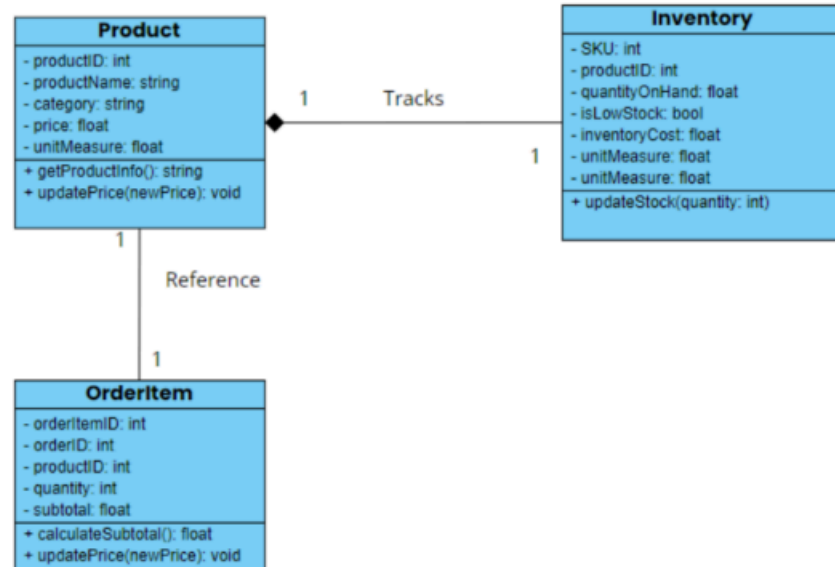 Product
- productID: int
- productName: string
- category: string
- price: float
- unitMeasure: float
+ getProductInfo(): string
+ updatePrice(newPrice): void
1
Tracks
1
Inventory
- SKU: int
- productID: int
- quantityOnHand: float
- isLowStock: bool
- inventoryCost: float
- unitMeasure: float
- unitMeasure: float
+ updateStock(quantity: int)
1
Reference
1
OrderItem
- orderItemID: int
- orderID: int
- productID: int
- quantity: int
- subtotal: float
+ calculateSubtotal(): float
+ updatePrice(newPrice): void